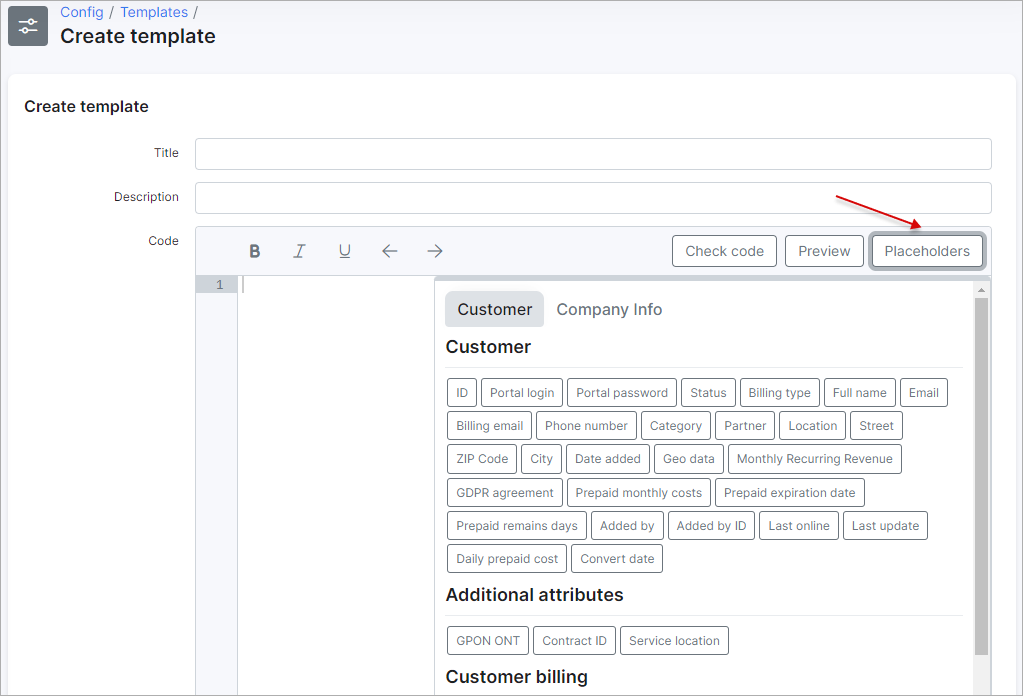 Config / Templates /
Create template
Create template
Title
Description
Code
B I U Check code Preview Placeholders
1
Customer Company Info
Customer
ID Portal login Portal password Status Billing type Full name Email
Billing email Phone number Category Partner Location Street
ZIP Code City Date added Geo data Monthly Recurring Revenue
GDPR agreement Prepaid monthly costs Prepaid expiration date
Prepaid remains days Added by Added by ID Last online Last update
Daily prepaid cost Convert date
Additional attributes
GPON ONT Contract ID Service location
Customer billing